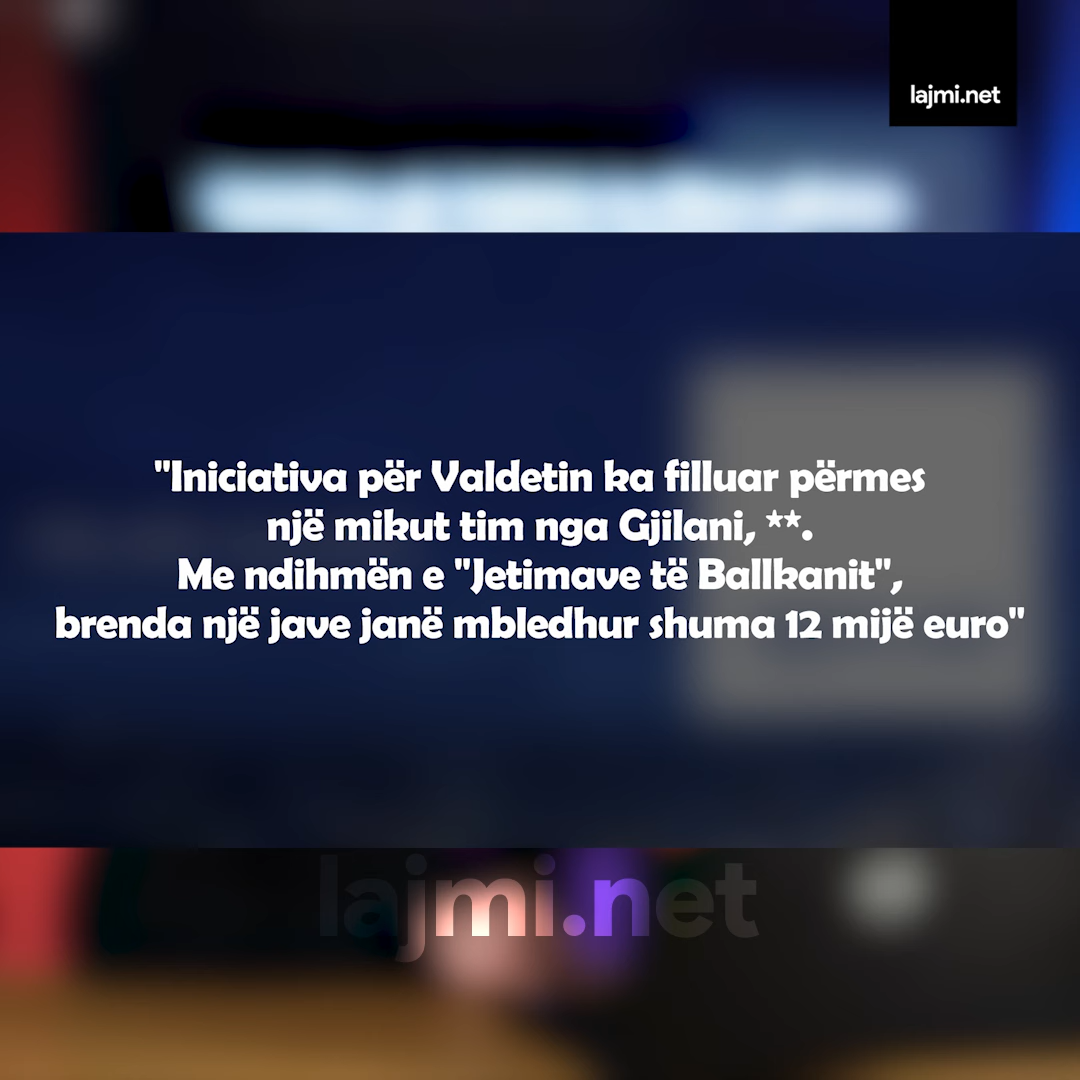 lajmi.net
"Iniciativa për Valdetin ka filluar përmes
një mikut tim nga Gjilani, **.
Me ndihmën e "Jetimave të Ballkanit",
brenda një jave janë mbledhur shuma 12 mijë euro"
lajmi.net